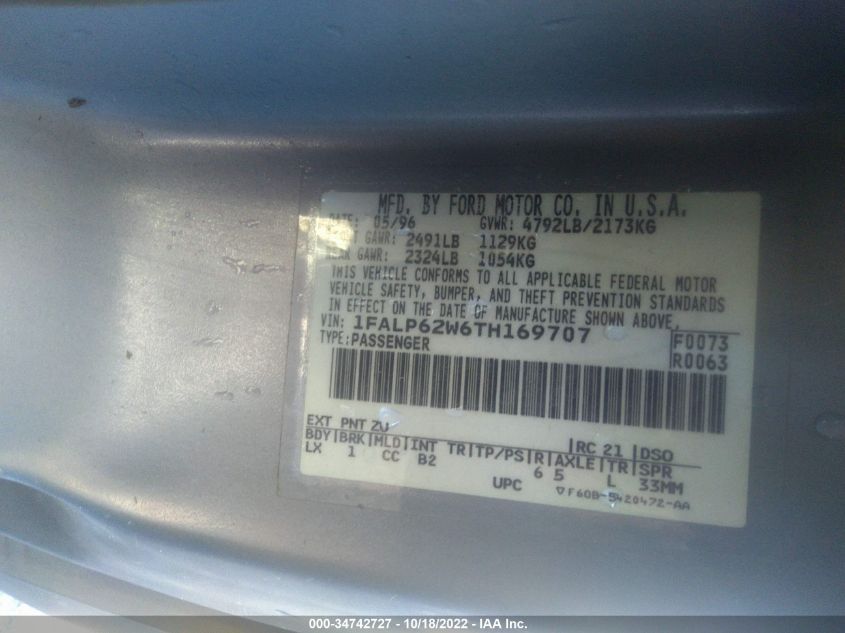 MFD. BY FORD MOTOR CO. IN U.S.A.
DATE: 05/96 GVWR: 4792LB/2173KG
GAWR: 2491LB 1129KG
REAR GAWR: 2324LB 1054KG
THIS VEHICLE CONFORMS TO ALL APPLICABLE FEDERAL MOTOR
VEHICLE SAFETY, BUMPER, AND THEFT PREVENTION STANDARDS
IN EFFECT ON THE DATE OF MANUFACTURE SHOWN ABOVE,
VIN: 1FALP62W6TH169707
TYPE: PASSENGER
F0073
R0063
EXT PNT ZU RC 21 DSO
BDY BRK MLD INT TR TP/PS R AXLE TR SPR
LX 1 CC B2 6 5 L 33MM
UPC ▽F60B-5420472-AA
000-34742727 - 10/18/2022 - IAA Inc.